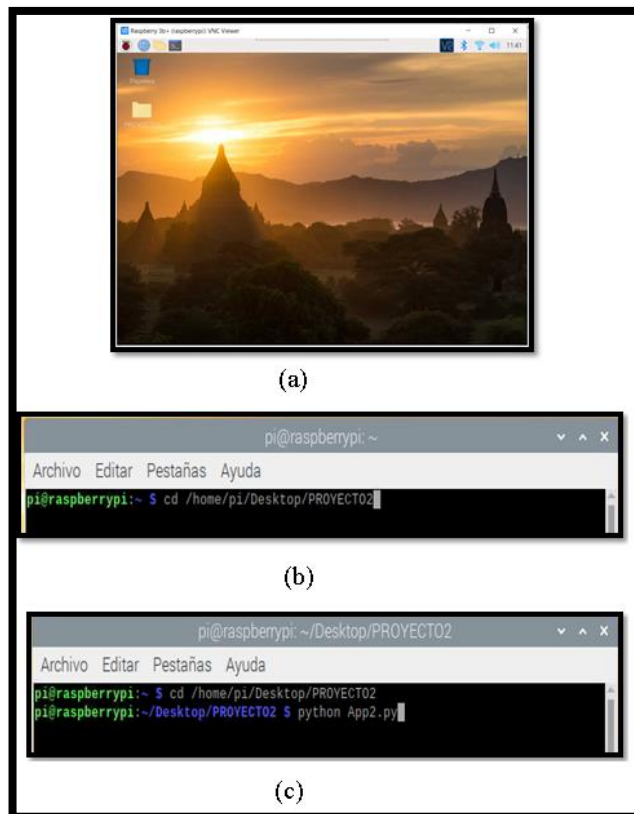 Raspberry 3b+ (raspberrypi) VNC Viewer
11:41
(a)
pi@raspberrypi: ~
Archivo Editar Pestañas Ayuda
pi@raspberrypi:~ $ cd /home/pi/Desktop/PROYECTO2
(b)
pi@raspberrypi: ~/Desktop/PROYECTO2
Archivo Editar Pestañas Ayuda
pi@raspberrypi:~ $ cd /home/pi/Desktop/PROYECTO2
pi@raspberrypi:~/Desktop/PROYECTO2 $ python App2.py
(c)